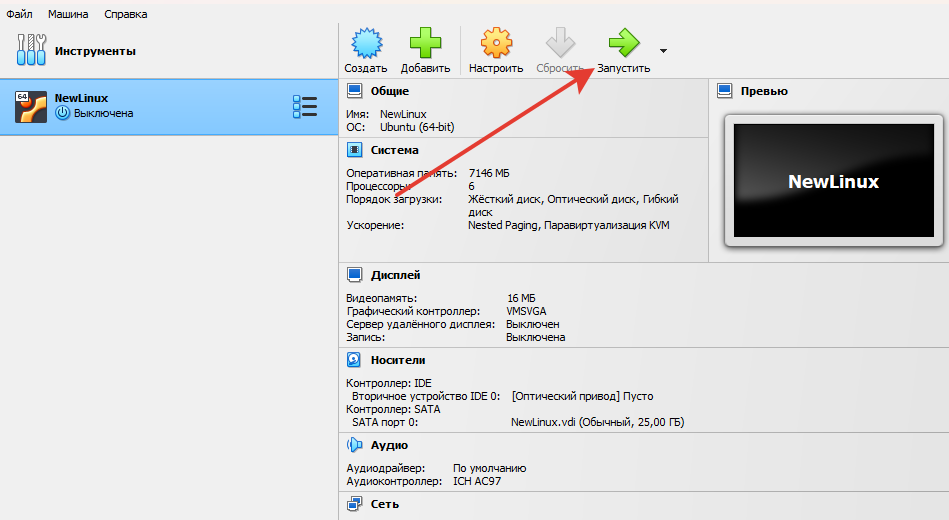 Файл Машина Справка
Инструменты
Создать Добавить Настроить Сбросить Запустить
64 NewLinux
Выключена
Общие
Имя: NewLinux
ОС: Ubuntu (64-bit)
Превью
NewLinux
Система
Оперативная память: 7146 МБ
Процессоры: 6
Порядок загрузки: Жёсткий диск, Оптический диск, Гибкий
диск
Ускорение: Nested Paging, Паравиртуализация KVM
Дисплей
Видеопамять: 16 МБ
Графический контроллер: VMSVGA
Сервер удалённого дисплея: Выключен
Запись: Выключена
Носители
Контроллер: IDE
Вторичное устройство IDE 0: [Оптический привод] Пусто
Контроллер: SATA
SATA порт 0: NewLinux.vdi (Обычный, 25,00 ГБ)
Аудио
Аудиодрайвер: По умолчанию
Аудиоконтроллер: ICH AC97
Сеть